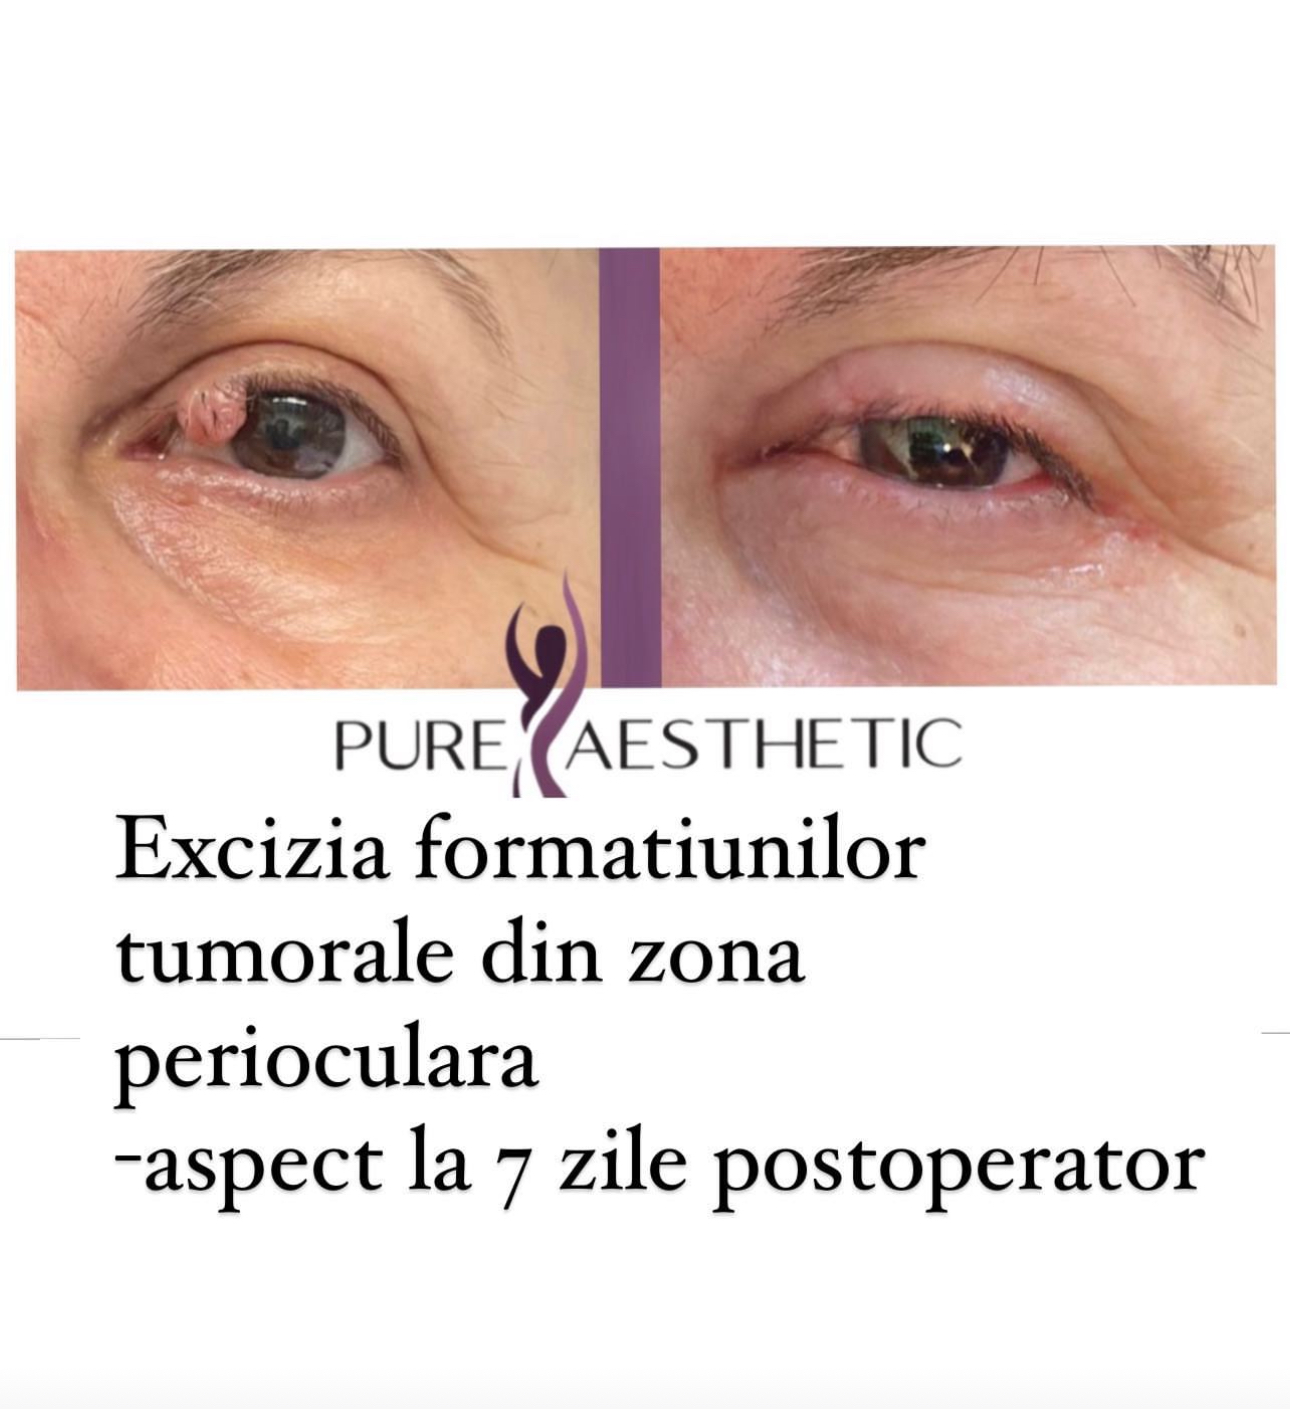 PURE AESTHETIC
Excizia formatiunilor
tumorale din zona
perioculara
-aspect la 7 zile postoperator